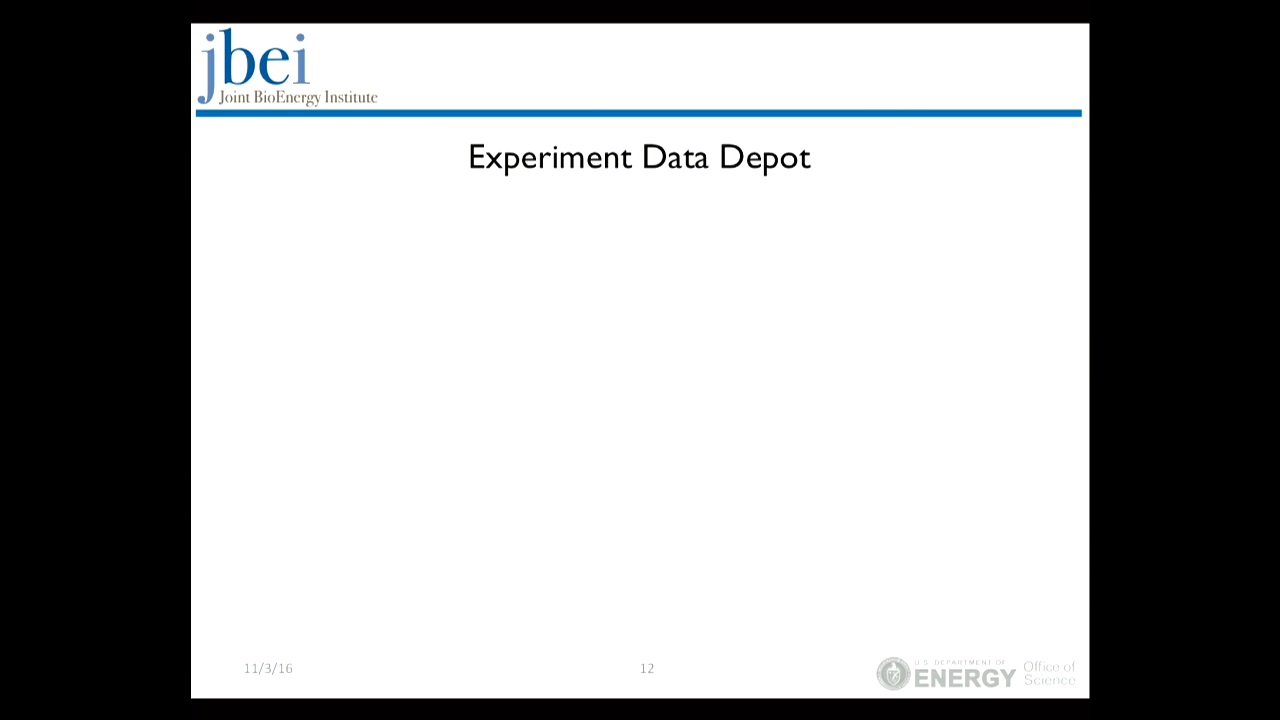 jbei
Joint BioEnergy Institute
Experiment Data Depot
11/3/16
12
U.S. DEPARTMENT OF
ENERGY
Office of
Science